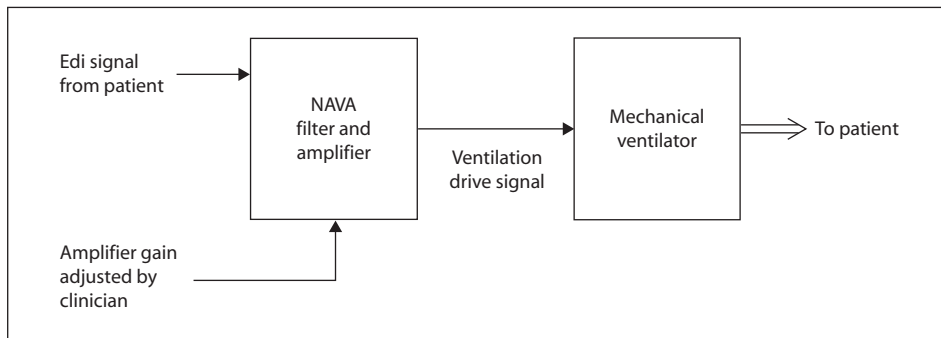 Edi signal
from patient
NAVA
filter and
amplifier
Ventilation
drive signal
Mechanical
ventilator
To patient
Amplifier gain
adjusted by
clinician